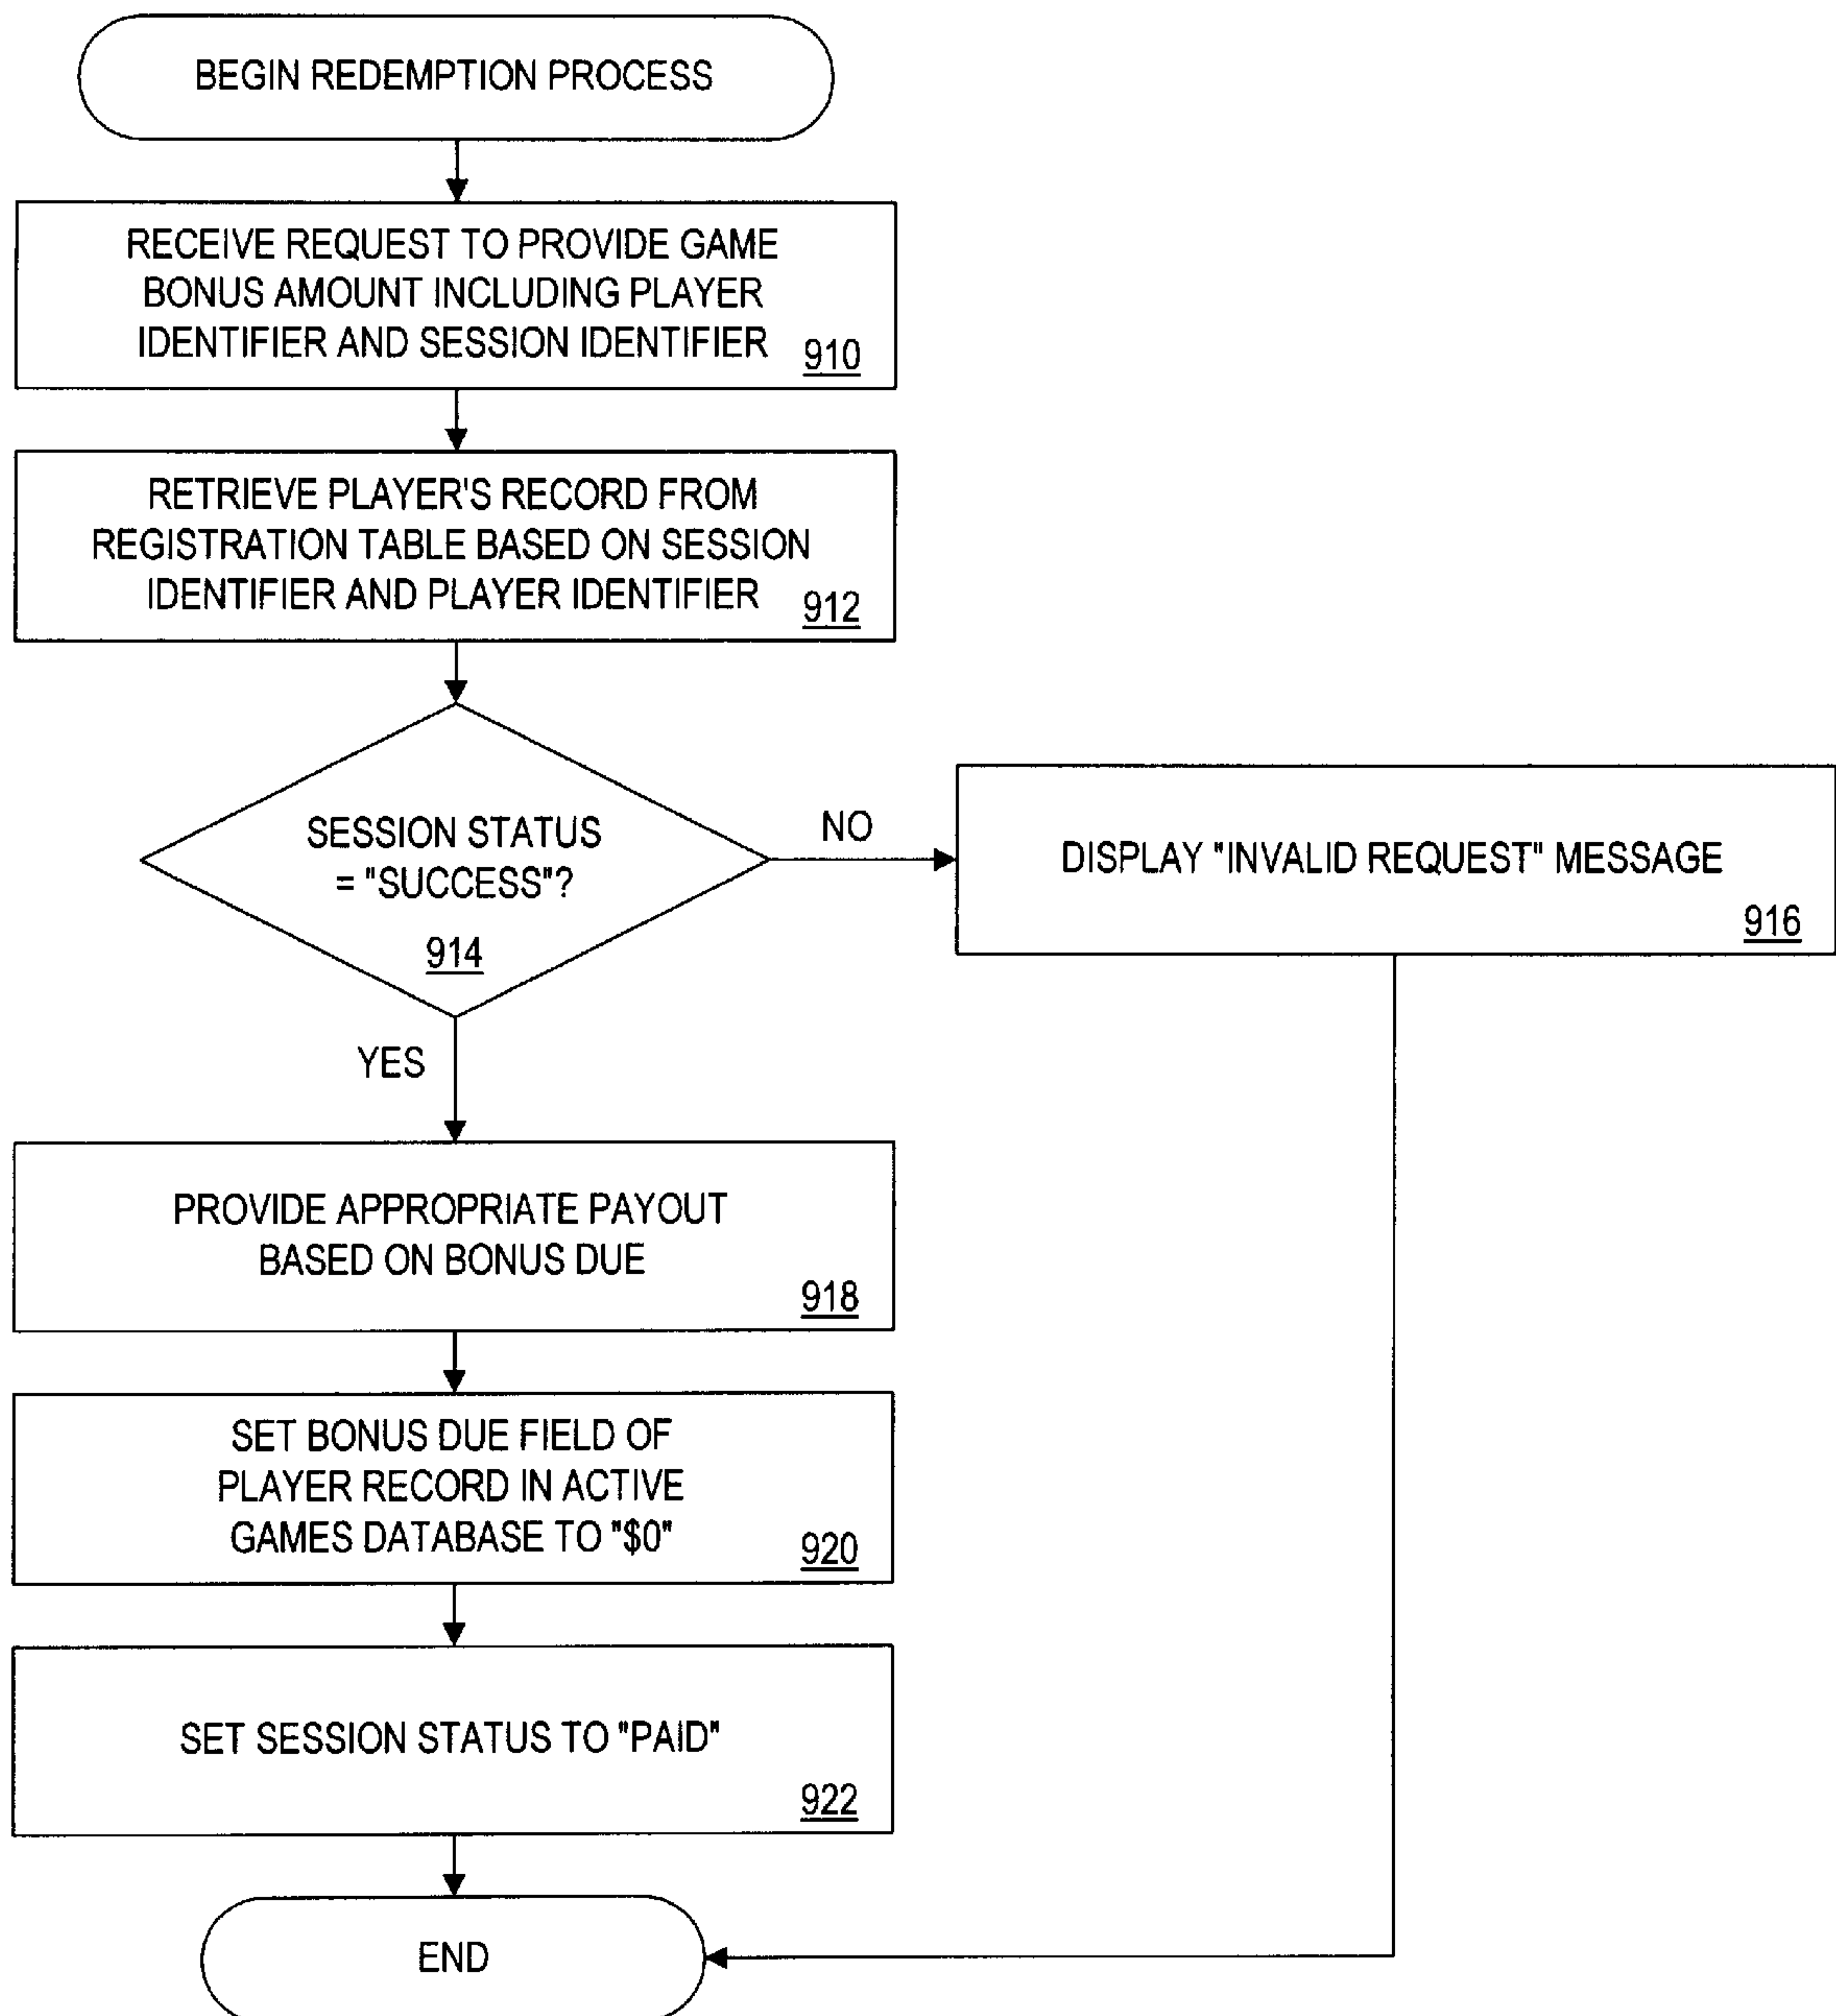 BEGIN REDEMPTION PROCESS
RECEIVE REQUEST TO PROVIDE GAME
BONUS AMOUNT INCLUDING PLAYER
IDENTIFIER AND SESSION IDENTIFIER
910
RETRIEVE PLAYER'S RECORD FROM
REGISTRATION TABLE BASED ON SESSION
IDENTIFIER AND PLAYER IDENTIFIER
912
SESSION STATUS
= "SUCCESS"?
914
NO
DISPLAY "INVALID REQUEST" MESSAGE
916
YES
PROVIDE APPROPRIATE PAYOUT
BASED ON BONUS DUE
918
SET BONUS DUE FIELD OF
PLAYER RECORD IN ACTIVE
GAMES DATABASE TO "$0"
920
SET SESSION STATUS TO "PAID"
922
END